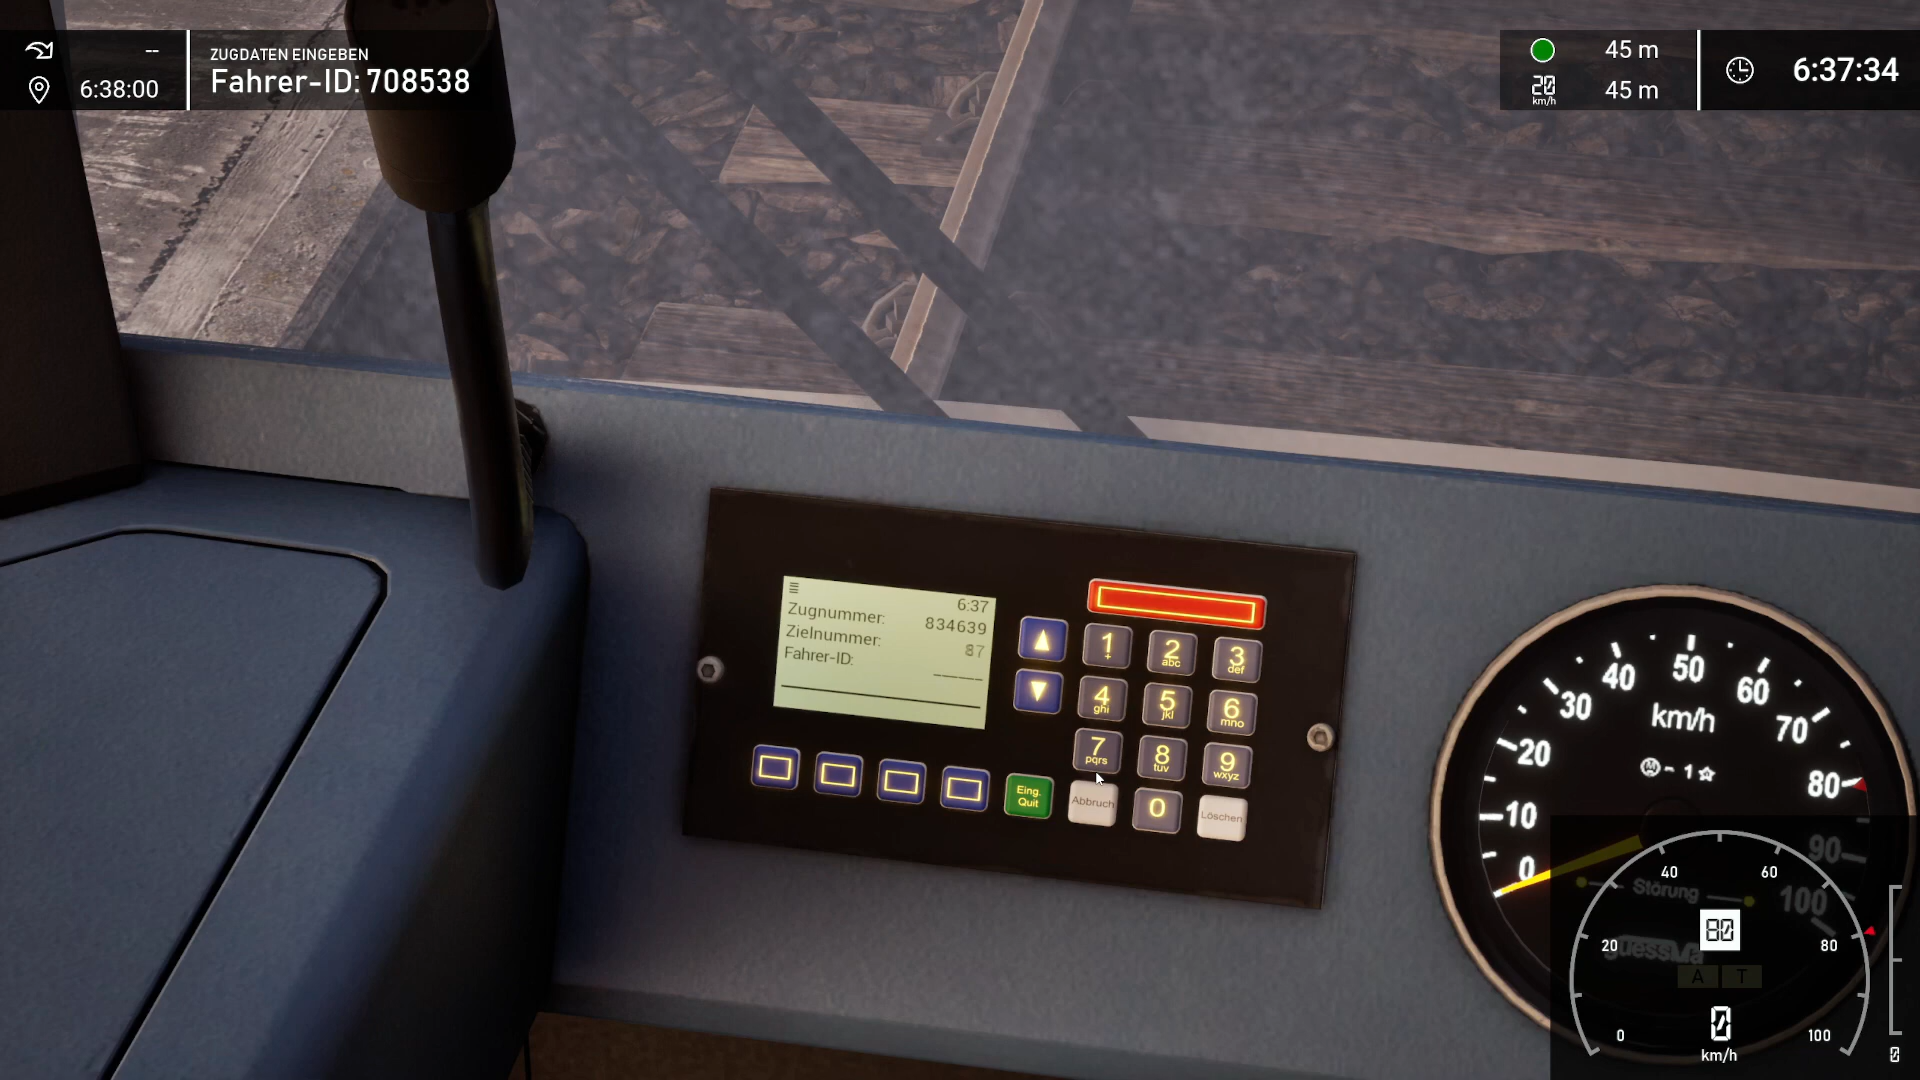 --
6:38:00
ZUGDATEN EINGEBEN
Fahrer-ID: 708538
45 m
20 km/h
45 m
6:37:34
6:37
Zugnummer: 834639
Zielnummer: 87
Fahrer-ID: ------
1 +
2 abc
3 def
4 ghi
5 jkl
6 mno
7 pqrs
8 tuv
9 wxyz
Eing. Quit
Abbruch
0
Löschen
0 10 20 30 40 50 60 70 80 90 100
km/h
- 1
Störung
0 20 40 60 80 100
80
A T
0
km/h
0